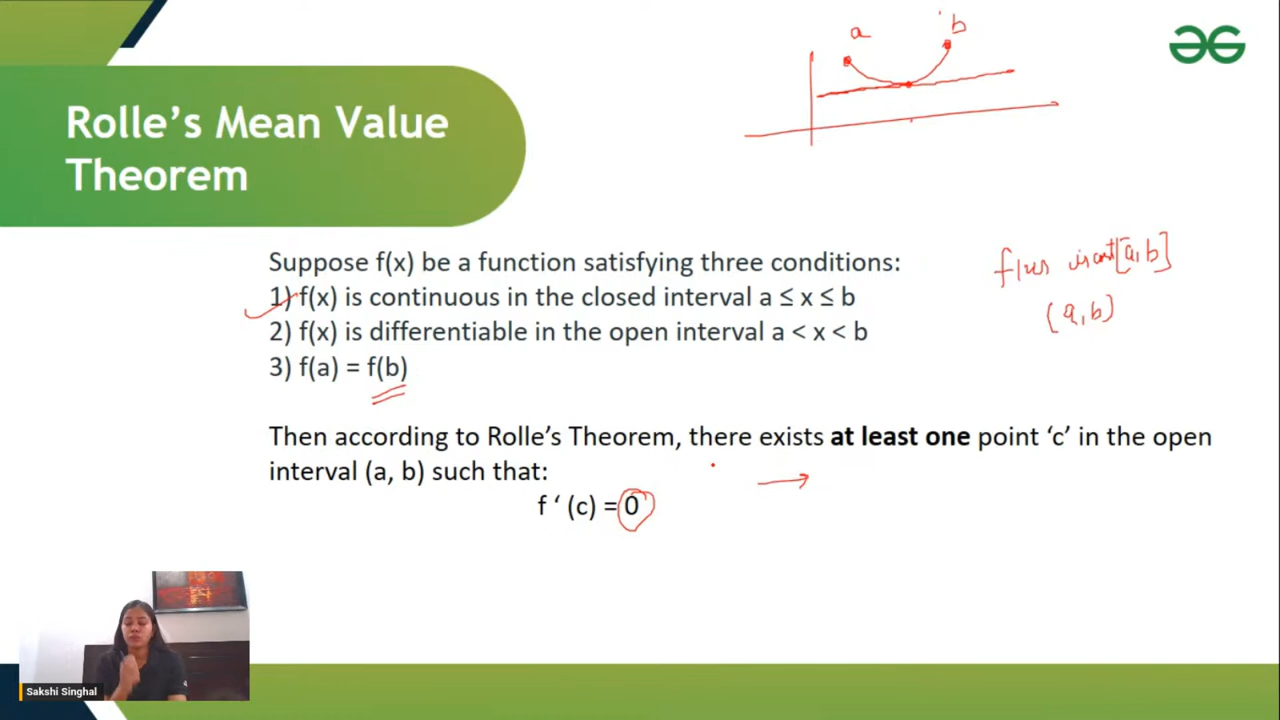 a
b
Rolle's Mean Value
Theorem
Suppose f(x) be a function satisfying three conditions:
1) f(x) is continuous in the closed interval a ≤ x ≤ b
2) f(x) is differentiable in the open interval a < x < b
3) f(a) = f(b)
[a,b]
(a,b)
Then according to Rolle's Theorem, there exists at least one point ‘c’ in the open
interval (a, b) such that:
f ‘ (c) = 0
Sakshi Singhal